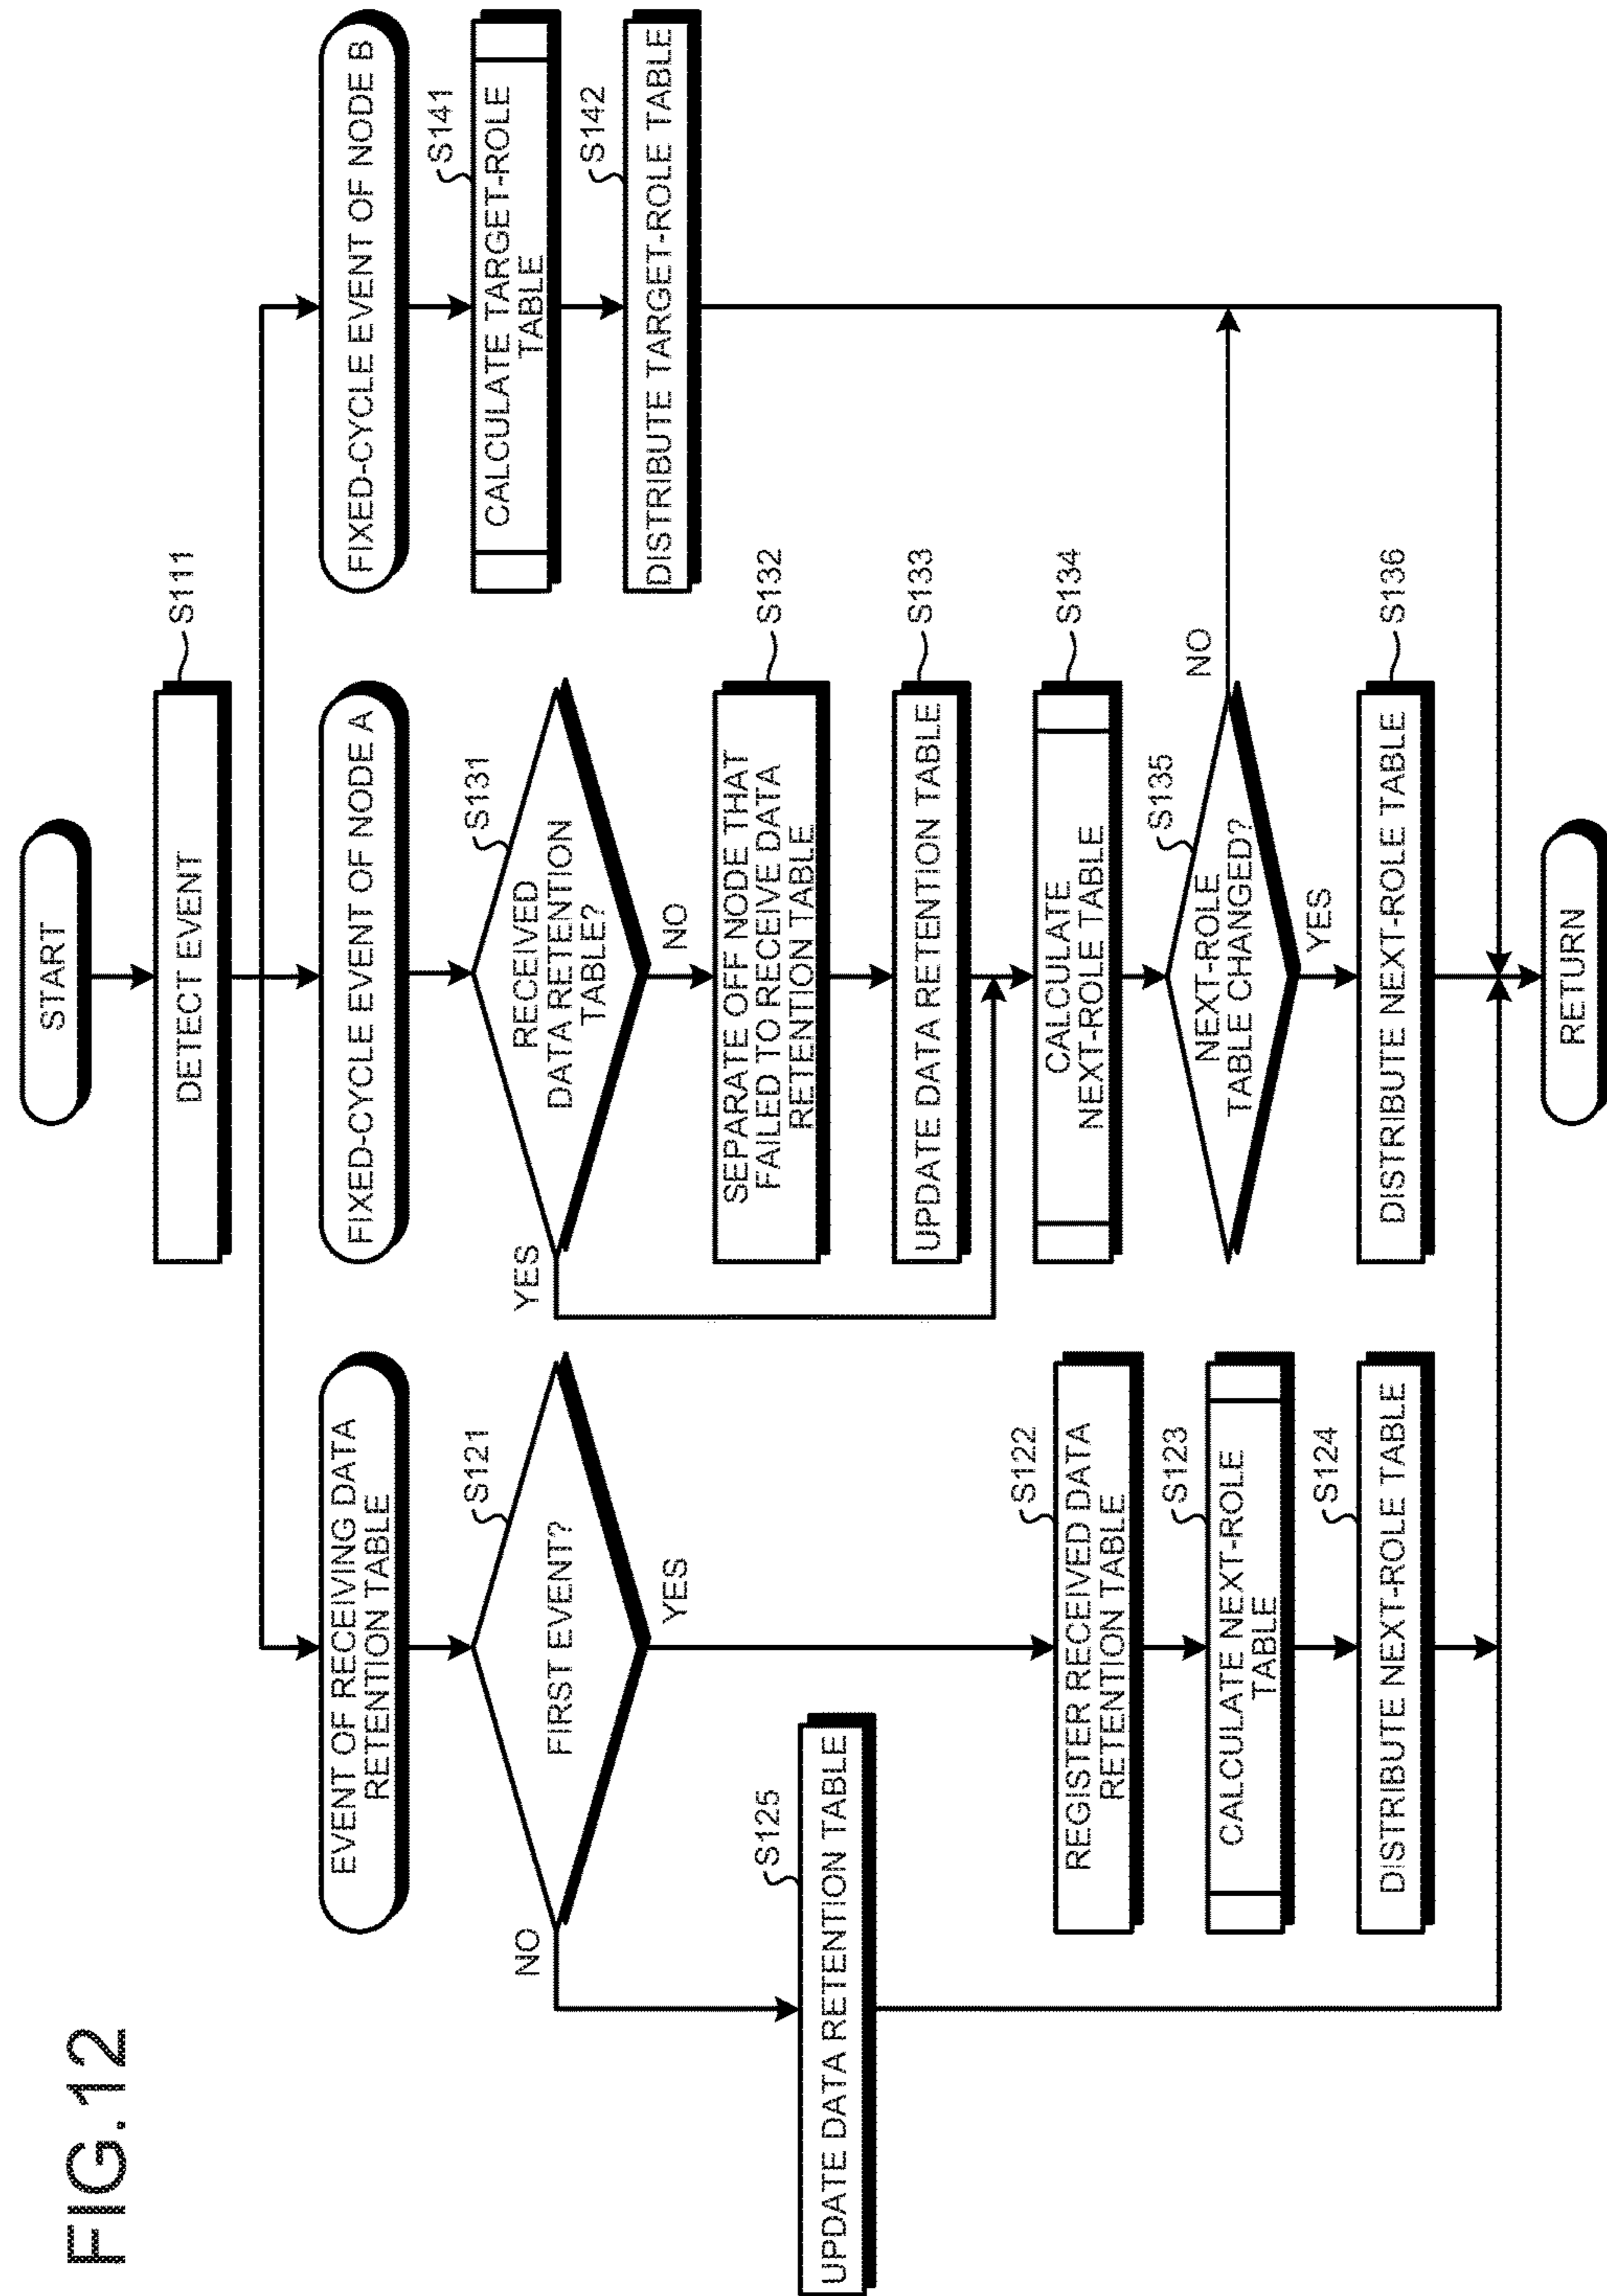 FIG.12
START
DETECT EVENT
S111
EVENT OF RECEIVING DATA
RETENTION TABLE
FIRST EVENT?
S121
NO
YES
UPDATE DATA RETENTION TABLE
S125
REGISTER RECEIVED DATA
RETENTION TABLE
S122
CALCULATE NEXT-ROLE
TABLE
S123
DISTRIBUTE NEXT-ROLE TABLE
S124
FIXED-CYCLE EVENT OF NODE A
RECEIVED
DATA RETENTION
TABLE?
S131
YES
NO
SEPARATE OFF NODE THAT
FAILED TO RECEIVE DATA
RETENTION TABLE
S132
UPDATE DATA RETENTION TABLE
S133
CALCULATE
NEXT-ROLE TABLE
S134
NEXT-ROLE
TABLE CHANGED?
S135
NO
YES
DISTRIBUTE NEXT-ROLE TABLE
S136
FIXED-CYCLE EVENT OF NODE B
CALCULATE TARGET-ROLE
TABLE
S141
DISTRIBUTE TARGET-ROLE TABLE
S142
RETURN